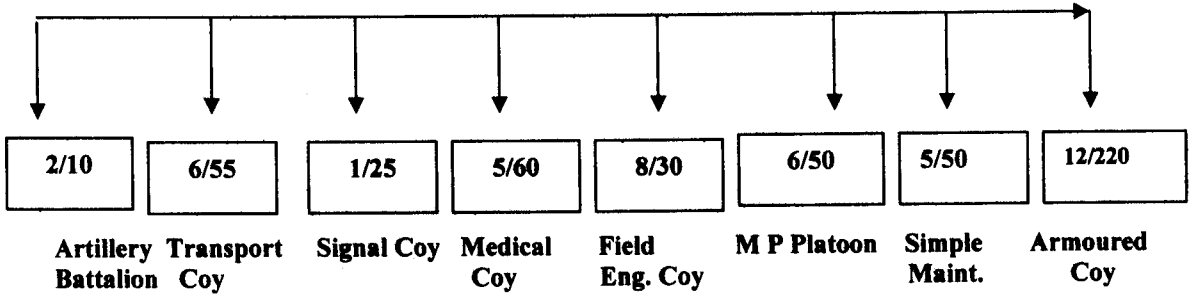 2/10 6/55 1/25 5/60 8/30 6/50 5/50 12/220
Artillery Transport Signal Coy Medical Field M P Platoon Simple Armoured
Battalion Coy Coy Eng. Coy Maint. Coy